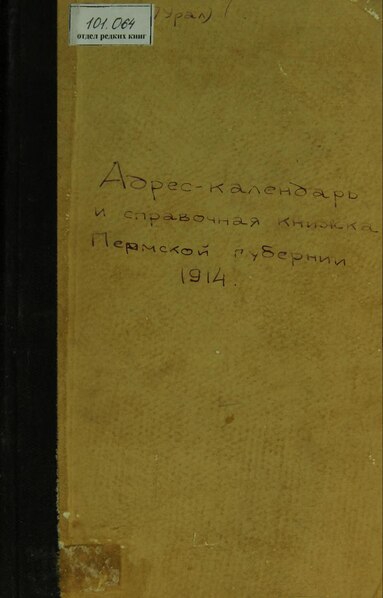 (Урал)
101.064
отдел редких книг
Адрес-календарь
и справочная книжка
Пермской губернии
1914.